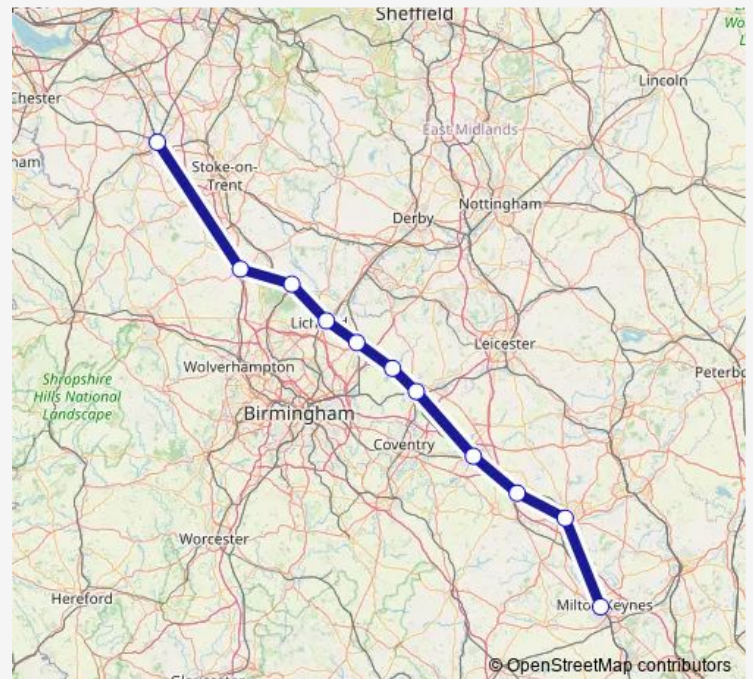 Sheffield
Chester
Lincoln
East Midlands
Stoke-on-
Trent
Derby
Nottingham
Leicester
Wolverhampton
Shropshire
Hills National
Landscape
Birmingham
Coventry
Worcester
Hereford
© OpenStreetMap contributors